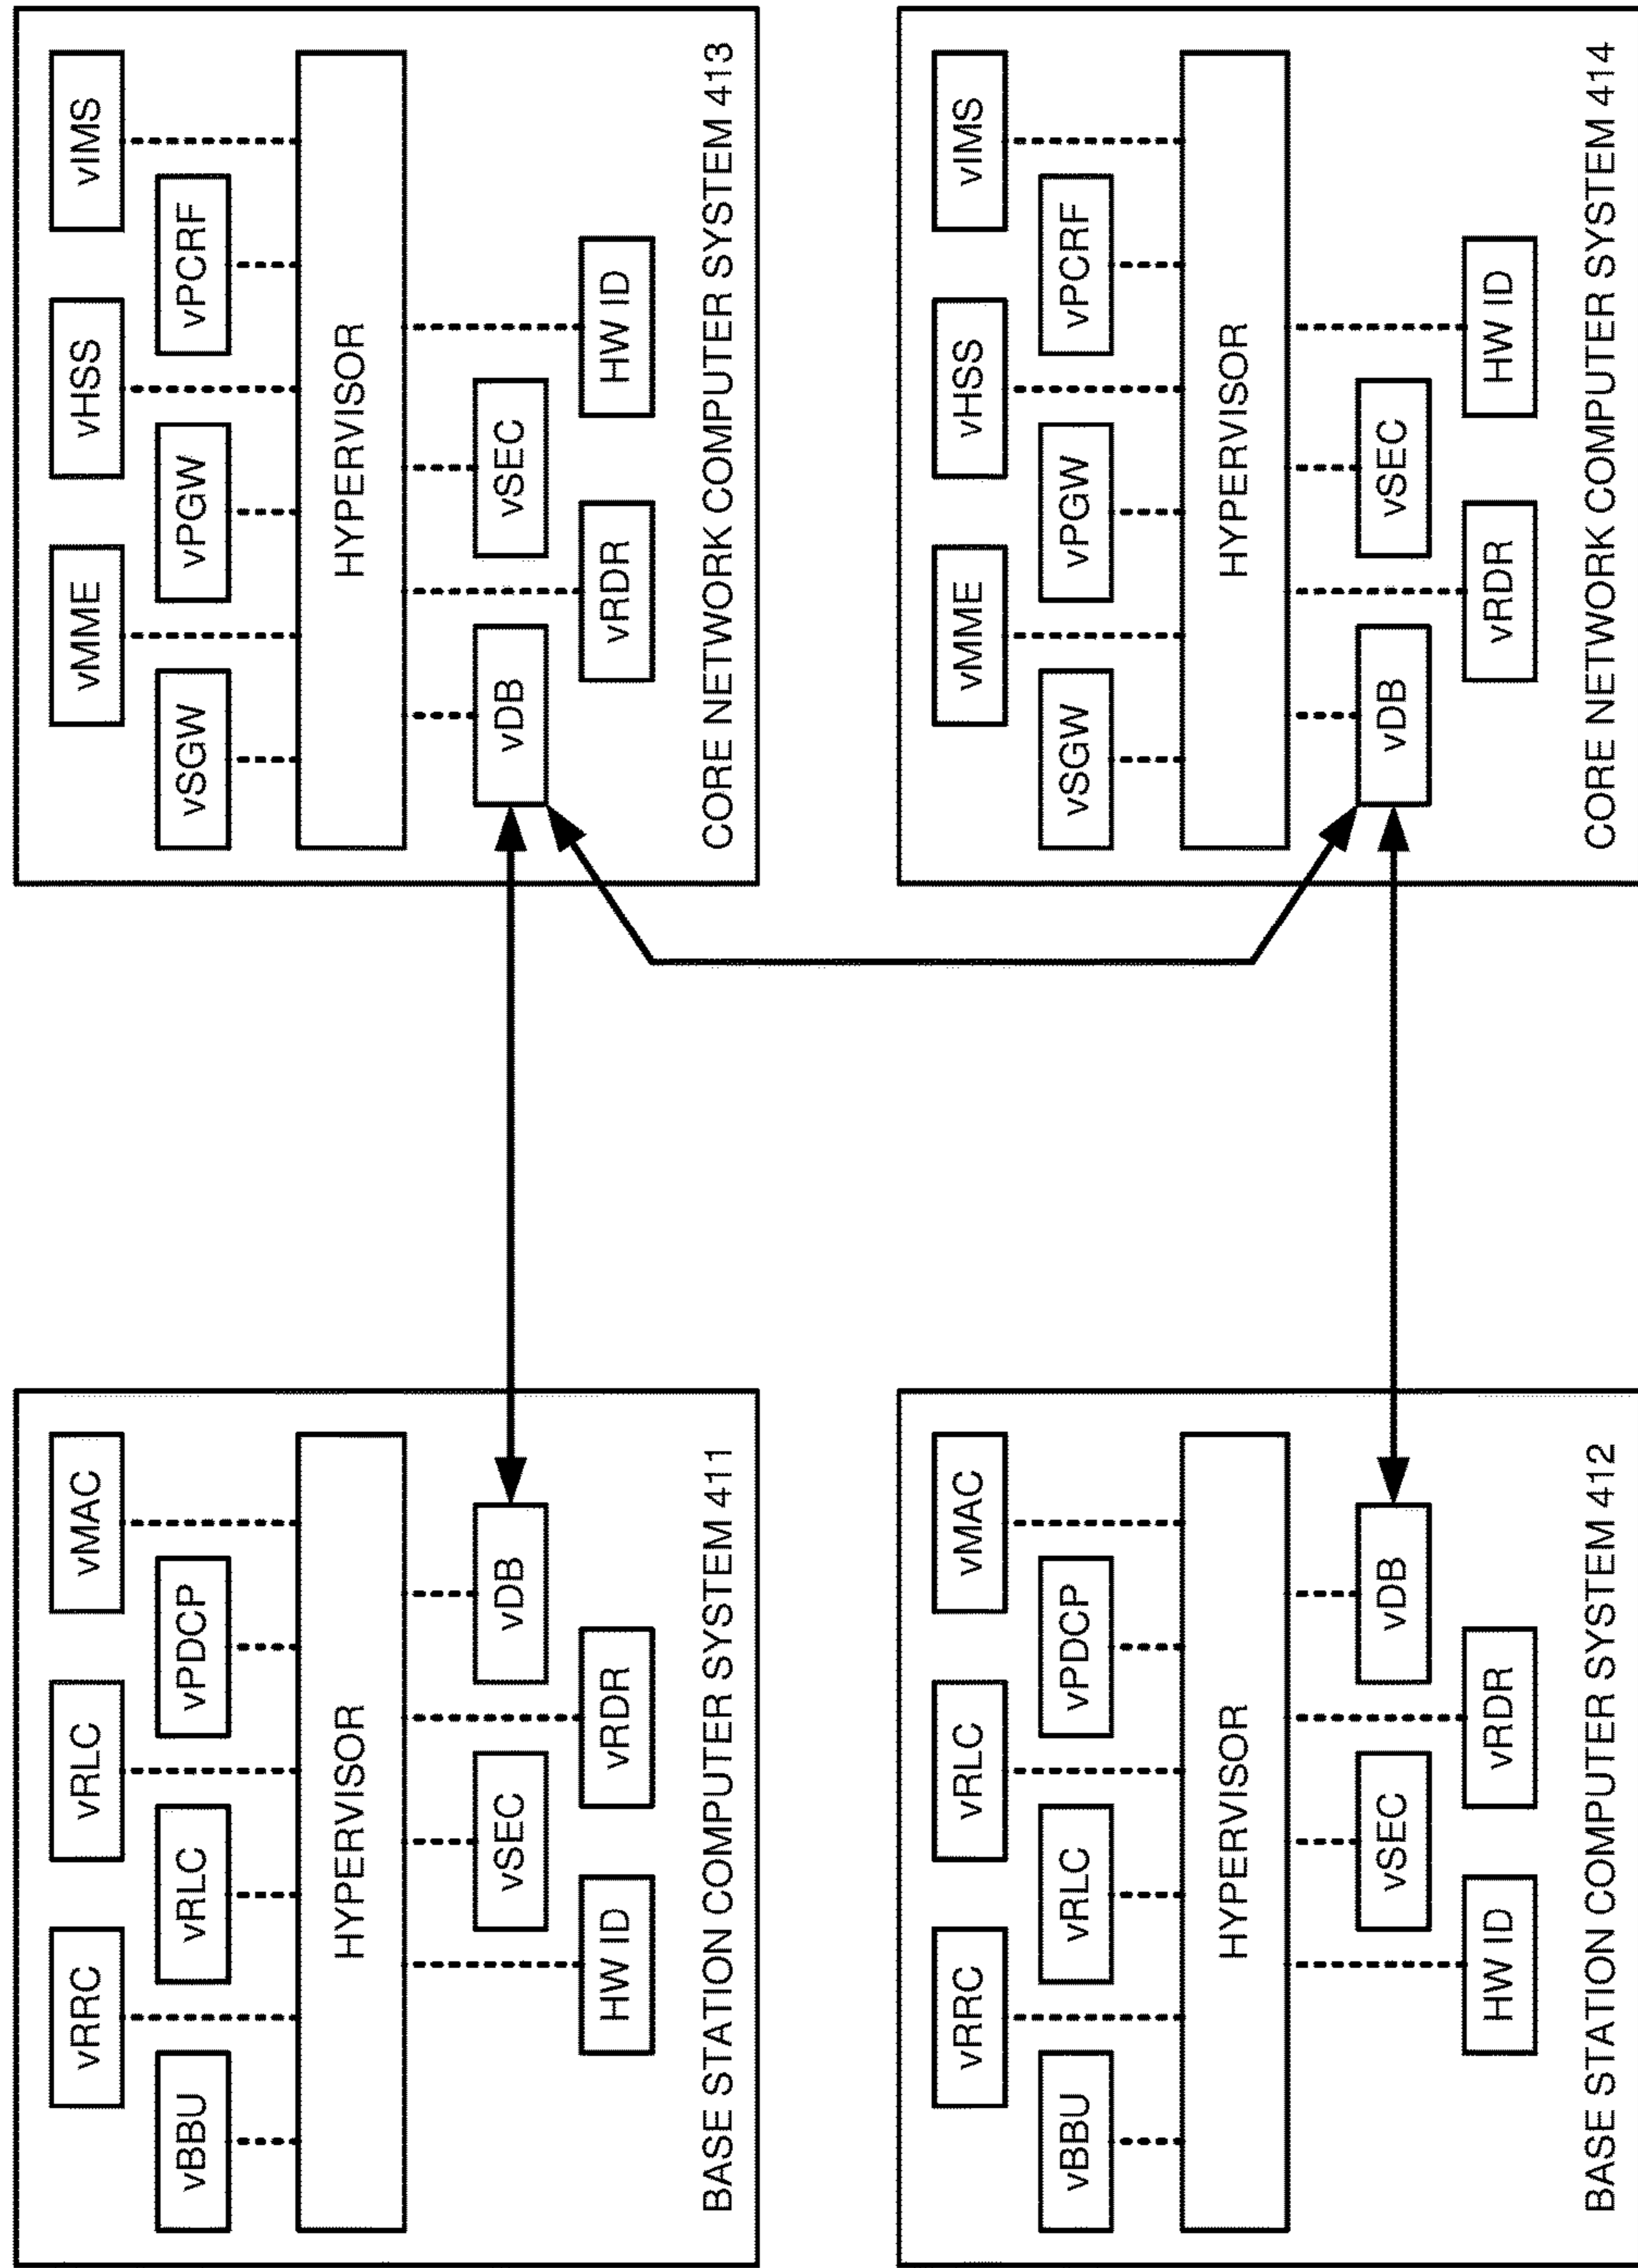 vRRC
vRLC
vMAC
vBBU
vRLC
vPDCP
HYPERVISOR
vSEC
vDB
HW ID
vRDR
BASE STATION COMPUTER SYSTEM 411
vMME
vHSS
vIMS
vSGW
vPGW
vPCRF
HYPERVISOR
vDB
vSEC
vRDR
HW ID
CORE NETWORK COMPUTER SYSTEM 413
vRRC
vRLC
vMAC
vBBU
vRLC
vPDCP
HYPERVISOR
vSEC
vDB
HW ID
vRDR
BASE STATION COMPUTER SYSTEM 412
vMME
vHSS
vIMS
vSGW
vPGW
vPCRF
HYPERVISOR
vDB
vSEC
vRDR
HW ID
CORE NETWORK COMPUTER SYSTEM 414